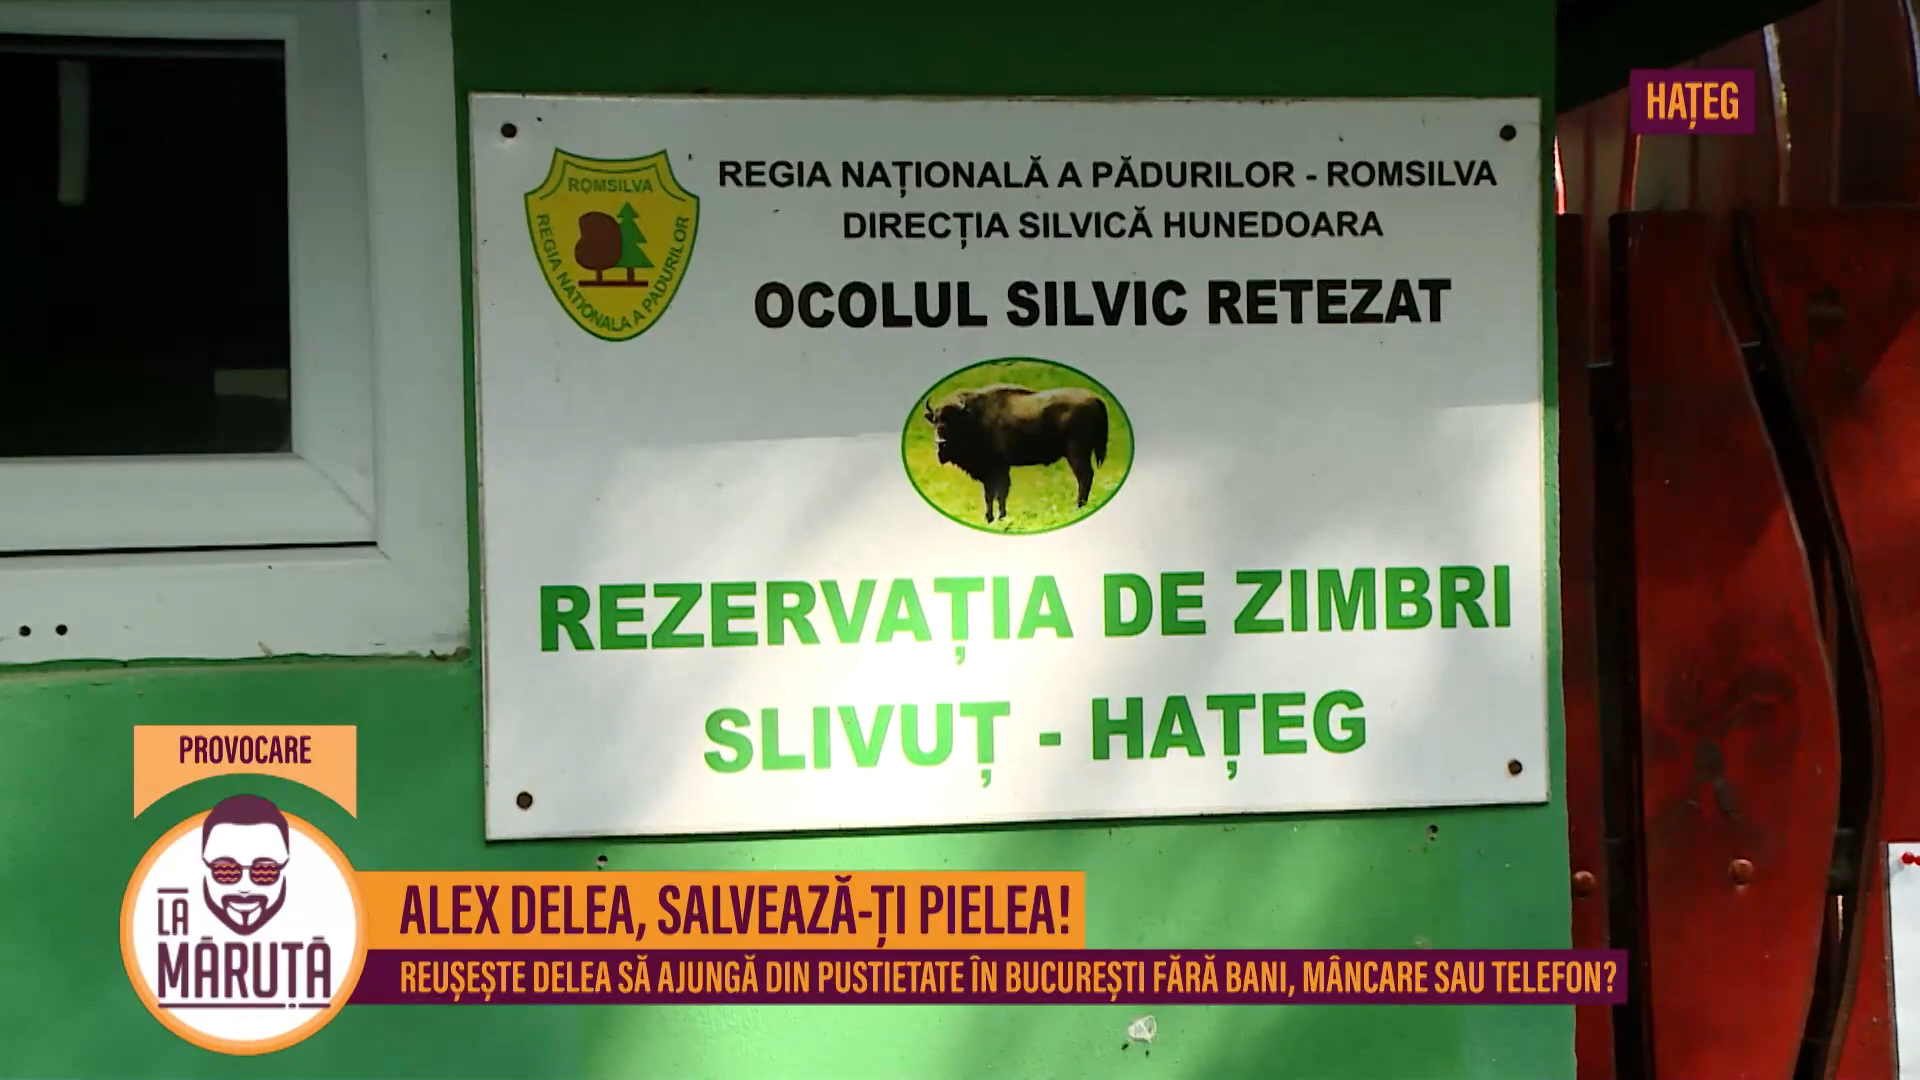 HAȚEG
ROMSILVA
REGIA NAȚIONALA A PADURILOR
REGIA NAȚIONALĂ A PĂDURILOR - ROMSILVA
DIRECȚIA SILVICĂ HUNEDOARA
OCOLUL SILVIC RETEZAT
REZERVAȚIA DE ZIMBRI
SLIVUȚ - HAȚEG
PROVOCARE
LA
MĂRUȚĂ
ALEX DELEA, SALVEAZĂ-ȚI PIELEA!
REUȘEȘTE DELEA SĂ AJUNGĂ DIN PUSTIETATE ÎN BUCUREȘTI FĂRĂ BANI, MÂNCARE SAU TELEFON?